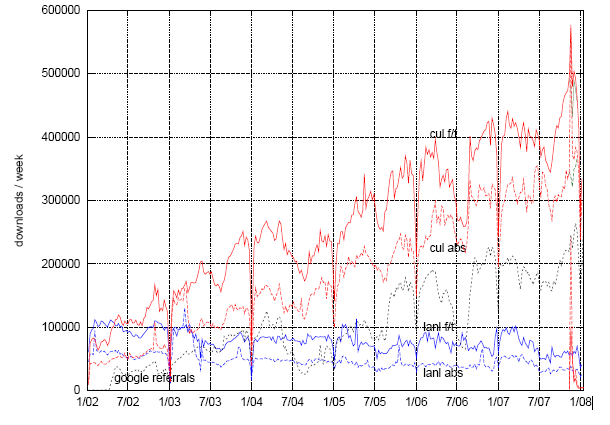 600000
500000
400000
300000
200000
100000
0
downloads / week
cul f/t
cul abs
lanl f/t
lanl abs
google referrals
1/02 7/02 1/03 7/03 1/04 7/04 1/05 7/05 1/06 7/06 1/07 7/07 1/08